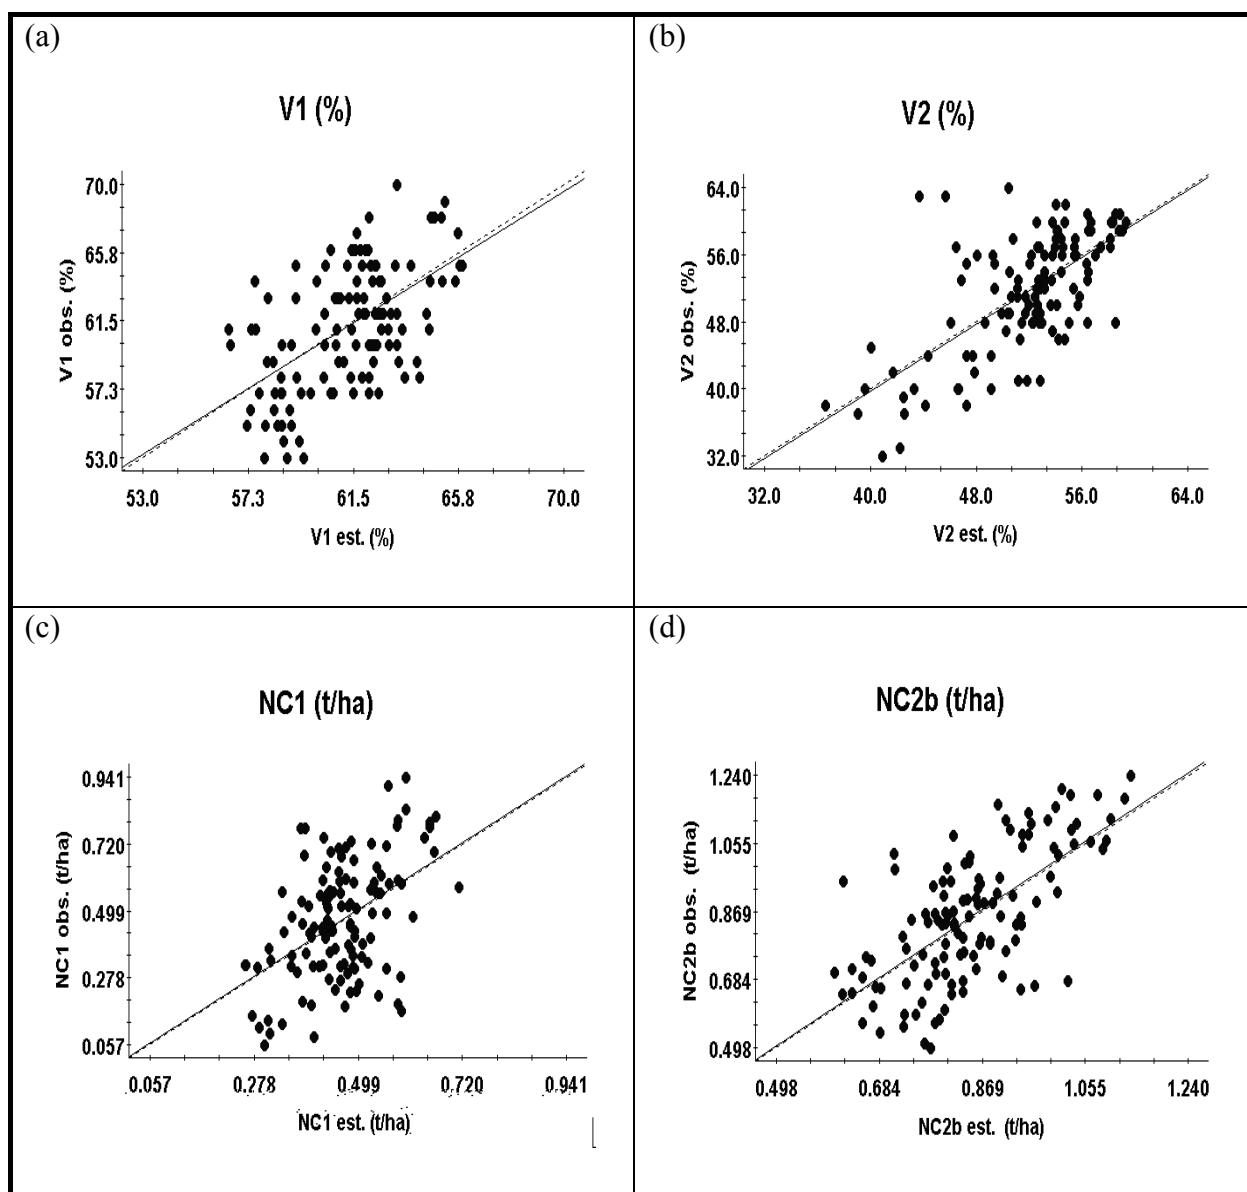 (a)
V1 (%)
V1 obs. (%)
70.0
65.8
61.5
57.3
53.0
53.0 57.3 61.5 65.8 70.0
V1 est. (%)
(b)
V2 (%)
V2 obs. (%)
64.0
56.0
48.0
40.0
32.0
32.0 40.0 48.0 56.0 64.0
V2 est. (%)
(c)
NC1 (t/ha)
NC1 obs. (t/ha)
0.941
0.720
0.499
0.278
0.057
0.057 0.278 0.499 0.720 0.941
NC1 est. (t/ha)
(d)
NC2b (t/ha)
NC2b obs. (t/ha)
1.240
1.055
0.869
0.684
0.498
0.498 0.684 0.869 1.055 1.240
NC2b est. (t/ha)